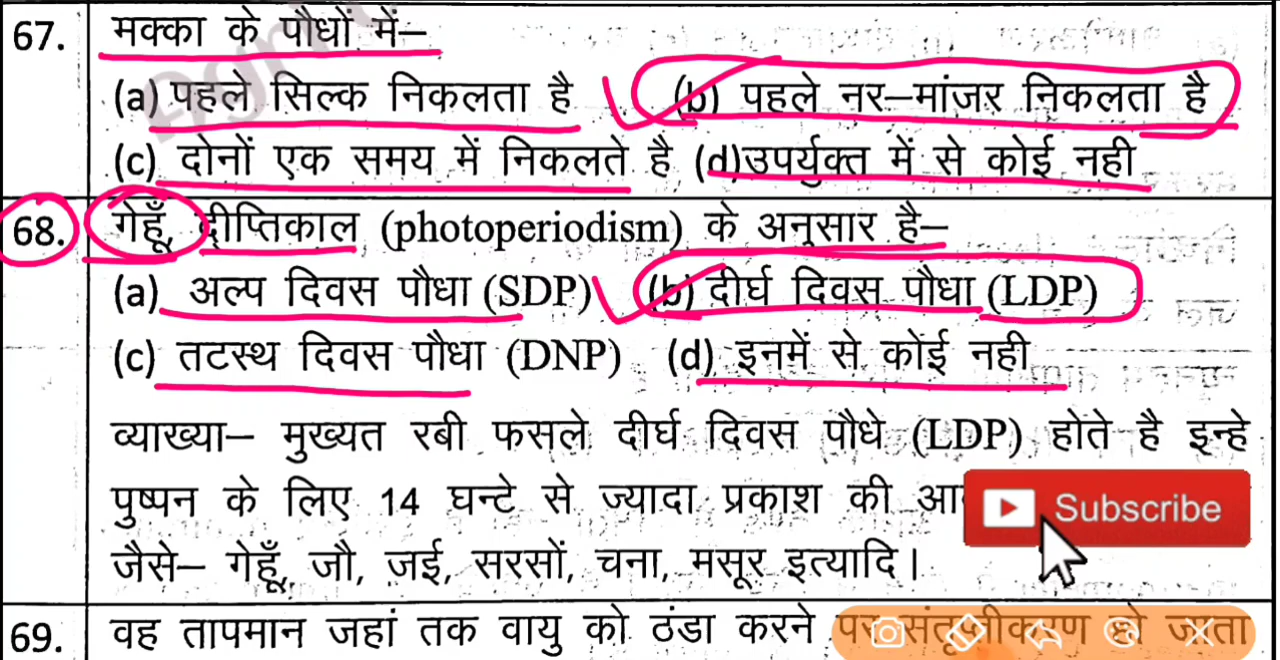 67. मक्का के पौधों में–
(a) पहले सिल्क निकलता है (b) पहले नर–मांजर निकलता है
(c) दोनों एक समय में निकलते है (d) उपर्युक्त में से कोई नही
68. गेहूँ, दीप्तिकाल (photoperiodism) के अनुसार है–
(a) अल्प दिवस पौधा (SDP) (b) दीर्घ दिवस पौधा (LDP)
(c) तटस्थ दिवस पौधा (DNP) (d) इनमें से कोई नही
व्याख्या– मुख्यत रबी फसले दीर्घ दिवस पौधे (LDP) होते है इन्हे
पुष्पन के लिए 14 घन्टे से ज्यादा प्रकाश की
Subscribe
जैसे– गेहूँ, जौ, जई, सरसों, चना, मसूर इत्यादि।
69. वह तापमान जहां तक वायु को ठंडा करने पर संतृप्तीकरण हो जाता